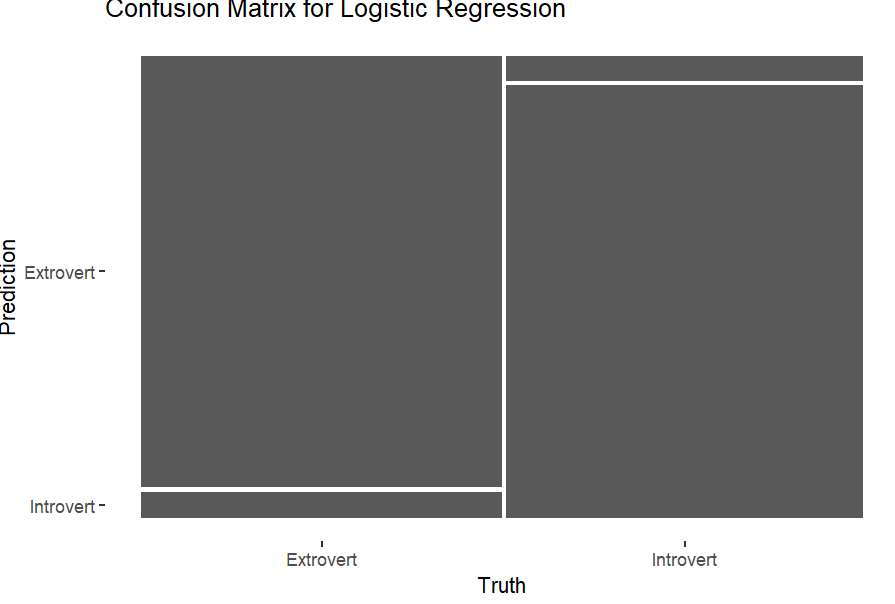 Confusion Matrix for Logistic Regression
Prediction
Extrovert
Introvert
Extrovert
Introvert
Truth